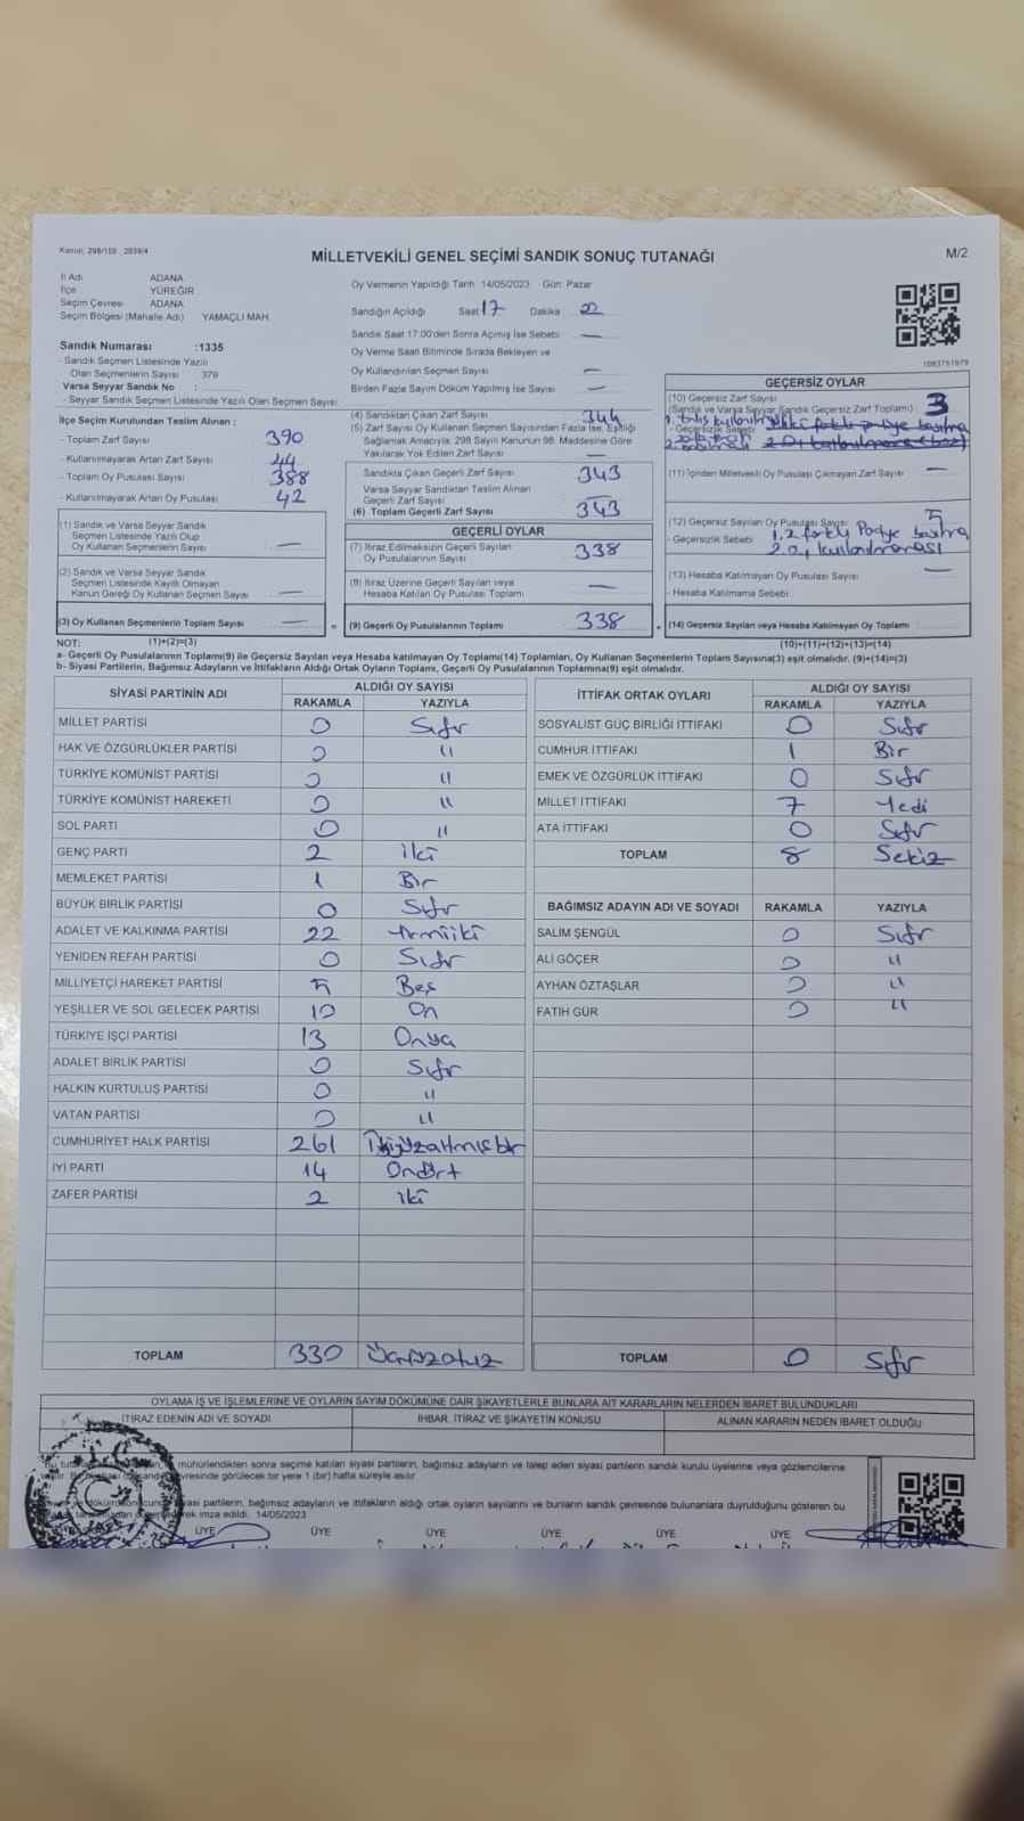 Kanun: 298/159 2839/4
MİLLETVEKİLİ GENEL SEÇİMİ SANDIK SONUÇ TUTANAĞI
M/2
İl Adı ADANA
İlçe YÜREĞİR
Seçim Çevresi ADANA
Seçim Bölgesi (Mahalle Adı) YAMAÇLI MAH.
Sandık Numarası :1335
- Sandık Seçmen Listesinde Yazılı
Olan Seçmenlerin Sayısı 379
Varsa Seyyar Sandık No :
- Seyyar Sandık Seçmen Listesinde Yazılı Olan Seçmen Sayısı
İlçe Seçim Kurulundan Teslim Alınan :
- Toplam Zarf Sayısı 390
- Kullanılmayarak Artan Zarf Sayısı 44
- Toplam Oy Pusulası Sayısı 388
- Kullanılmayarak Artan Oy Pusulası 42
(1) Sandık ve Varsa Seyyar Sandık
Seçmen Listesinde Yazılı Olup
Oy Kullanan Seçmenlerin Sayısı —
(2) Sandık ve Varsa Seyyar Sandık
Seçmen Listesinde Kayıtlı Olmayan
Kanun Gereği Oy Kullanan Seçmen Sayısı —
(3) Oy Kullanan Seçmenlerin Toplam Sayısı —
Oy Vermenin Yapıldığı Tarih 14/05/2023 Gün: Pazar
Sandığın Açıldığı Saat 17 Dakika 22
Sandık Saat 17:00'den Sonra Açılmış İse Sebebi —
Oy Verme Saati Bitiminde Sırada Bekleyen ve
Oy Kullandırılan Seçmen Sayısı —
Birden Fazla Sayım Döküm Yapılmış İse Sayısı —
(4) Sandıktan Çıkan Zarf Sayısı 344
(5) Zarf Sayısı Oy Kullanan Seçmen Sayısından Fazla İse, Eşitliği
Sağlamak Amacıyla, 298 Sayılı Kanunun 98. Maddesine Göre
Yakılarak Yok Edilen Zarf Sayısı —
Sandıkta Çıkan Geçerli Zarf Sayısı 343
Varsa Seyyar Sandıktan Teslim Alınan
Geçerli Zarf Sayısı —
(6) Toplam Geçerli Zarf Sayısı 343
GEÇERLİ OYLAR
(7) İtiraz Edilmeksizin Geçerli Sayılan
Oy Pusulalarının Sayısı 338
(8) İtiraz Üzerine Geçerli Sayılan veya
Hesaba Katılan Oy Pusulası Toplamı —
= (9) Geçerli Oy Pusulalarının Toplamı 338
1083751979
GEÇERSİZ OYLAR
(10) Geçersiz Zarf Sayısı
(Sandık ve Varsa Seyyar Sandık Geçersiz Zarf Toplamı) 3
- Geçersizlik Sebebi
(11) İçinden Milletvekili Oy Pusulası Çıkmayan Zarf Sayısı —
(12) Geçersiz Sayılan Oy Pusulası Sayısı 5
- Geçersizlik Sebebi 1. 2 farklı Partiye basılma
(13) Hesaba Katılmayan Oy Pusulası Sayısı —
- Hesaba Katılmama Sebebi
+ (14) Geçersiz Sayılan veya Hesaba Katılmayan Oy Toplamı
NOT: (1)+(2)=(3) (10)+(11)+(12)+(13)=(14)
a- Geçerli Oy Pusulalarının Toplamı(9) ile Geçersiz Sayılan veya Hesaba katılmayan Oy Toplamı(14) Toplamları, Oy Kullanan Seçmenlerin Toplam Sayısına(3) eşit olmalıdır. (9)+(14)=(3)
b- Siyasi Partilerin, Bağımsız Adayların ve İttifakların Aldığı Ortak Oyların Toplamı, Geçerli Oy Pusulalarının Toplamına(9) eşit olmalıdır.
SİYASİ PARTİNİN ADI ALDIĞI OY SAYISI
RAKAMLA YAZIYLA
MİLLET PARTİSİ 0 Sıfır
HAK VE ÖZGÜRLÜKLER PARTİSİ 0 "
TÜRKİYE KOMÜNİST PARTİSİ 0 "
TÜRKİYE KOMÜNİST HAREKETİ 0 "
SOL PARTİ 0 "
GENÇ PARTİ 2 iki
MEMLEKET PARTİSİ 1 Bir
BÜYÜK BİRLİK PARTİSİ 0 Sıfır
ADALET VE KALKINMA PARTİSİ 22
YENİDEN REFAH PARTİSİ 0 Sıfır
MİLLİYETÇİ HAREKET PARTİSİ 5 Beş
YEŞİLLER VE SOL GELECEK PARTİSİ 10 On
TÜRKİYE İŞÇİ PARTİSİ 13
ADALET BİRLİK PARTİSİ 0 Sıfır
HALKIN KURTULUŞ PARTİSİ 0 "
VATAN PARTİSİ 0 "
CUMHURİYET HALK PARTİSİ 261 İkiyüzatmışbir
İYİ PARTİ 14 Ondört
ZAFER PARTİSİ 2 iki
TOPLAM 330 Üçyüzotuz
İTTİFAK ORTAK OYLARI ALDIĞI OY SAYISI
RAKAMLA YAZIYLA
SOSYALİST GÜÇ BİRLİĞİ İTTİFAKI 0 Sıfır
CUMHUR İTTİFAKI 1 Bir
EMEK VE ÖZGÜRLÜK İTTİFAKI 0 Sıfır
MİLLET İTTİFAKI 7 Yedi
ATA İTTİFAKI 0 Sıfır
TOPLAM 8 Sekiz
BAĞIMSIZ ADAYIN ADI VE SOYADI RAKAMLA YAZIYLA
SALİM ŞENGÜL 0 Sıfır
ALİ GÖÇER 0 "
AYHAN ÖZTAŞLAR 0 "
FATİH GÜR 0 "
TOPLAM 0 Sıfır
OYLAMA İŞ VE İŞLEMLERİNE VE OYLARIN SAYIM DÖKÜMÜNE DAİR ŞİKAYETLERLE BUNLARA AİT KARARLARIN NELERDEN İBARET BULUNDUKLARI
İTİRAZ EDENİN ADI VE SOYADI İHBAR, İTİRAZ VE ŞİKAYETİN KONUSU ALINAN KARARIN NEDEN İBARET OLDUĞU
mühürlendikten sonra seçime katılan siyasi partilerin, bağımsız adayların ve talep eden siyasi partilerin sandık kurulu üyelerine veya gözlemcilerine
çevresinde görülecek bir yere 1 (bir) hafta süreyle asılır.
siyasi partilerin, bağımsız adayların ve ittifakların aldığı ortak oyların sayılarını ve bunların sandık çevresinde bulunanlara duyurulduğunu gösteren bu
imza edildi. 14/05/2023
ÜYE ÜYE ÜYE ÜYE ÜYE ÜYE
T.C.